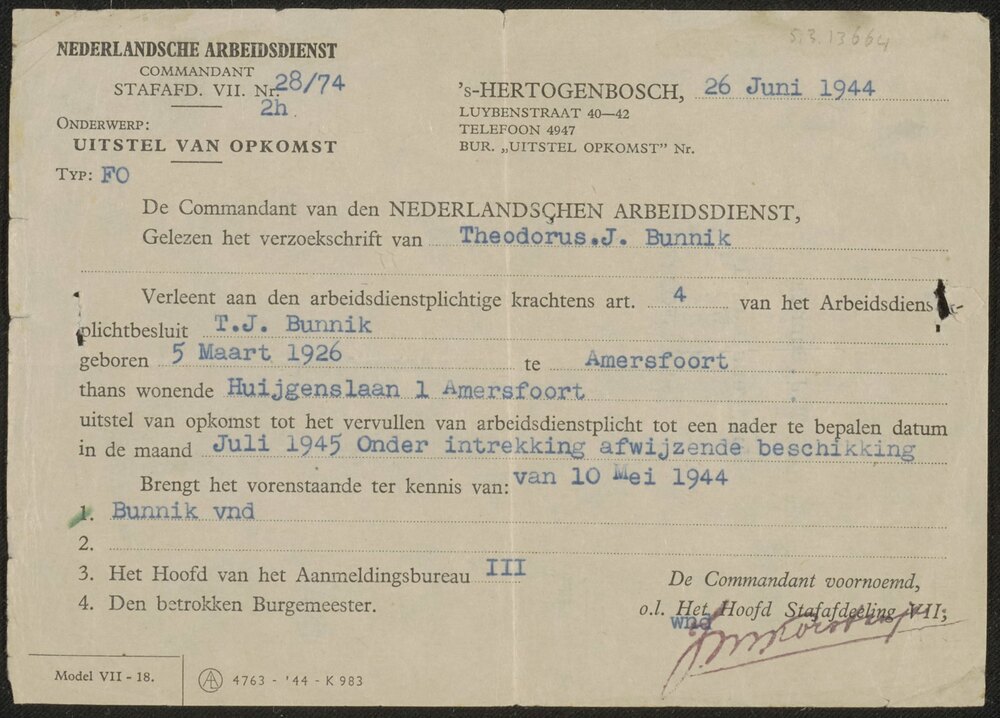 5.3.13664
NEDERLANDSCHE ARBEIDSDIENST
COMMANDANT
STAFAFD. VII. Nr. 28/74
2h
's-HERTOGENBOSCH, 26 Juni 1944
LUYBENSTRAAT 40—42
TELEFOON 4947
BUR. „UITSTEL OPKOMST” Nr.
ONDERWERP:
UITSTEL VAN OPKOMST
TYP: FO
De Commandant van den NEDERLANDSCHEN ARBEIDSDIENST,
Gelezen het verzoekschrift van Theodorus.J. Bunnik
Verleent aan den arbeidsdienstplichtige krachtens art. 4 van het Arbeidsdienst-
plichtbesluit T.J. Bunnik
geboren 5 Maart 1926 te Amersfoort
thans wonende Huijgenslaan 1 Amersfoort
uitstel van opkomst tot het vervullen van arbeidsdienstplicht tot een nader te bepalen datum
in de maand Juli 1945 Onder intrekking afwijzende beschikking
Brengt het vorenstaande ter kennis van: van 10 Mei 1944
1. Bunnik vnd
2.
3. Het Hoofd van het Aanmeldingsbureau III
4. Den betrokken Burgemeester.
De Commandant voornoemd,
o.l. Het Hoofd Stafafdeeling VII,
wnd
Model VII - 18.
AL 4763 - '44 - K 983